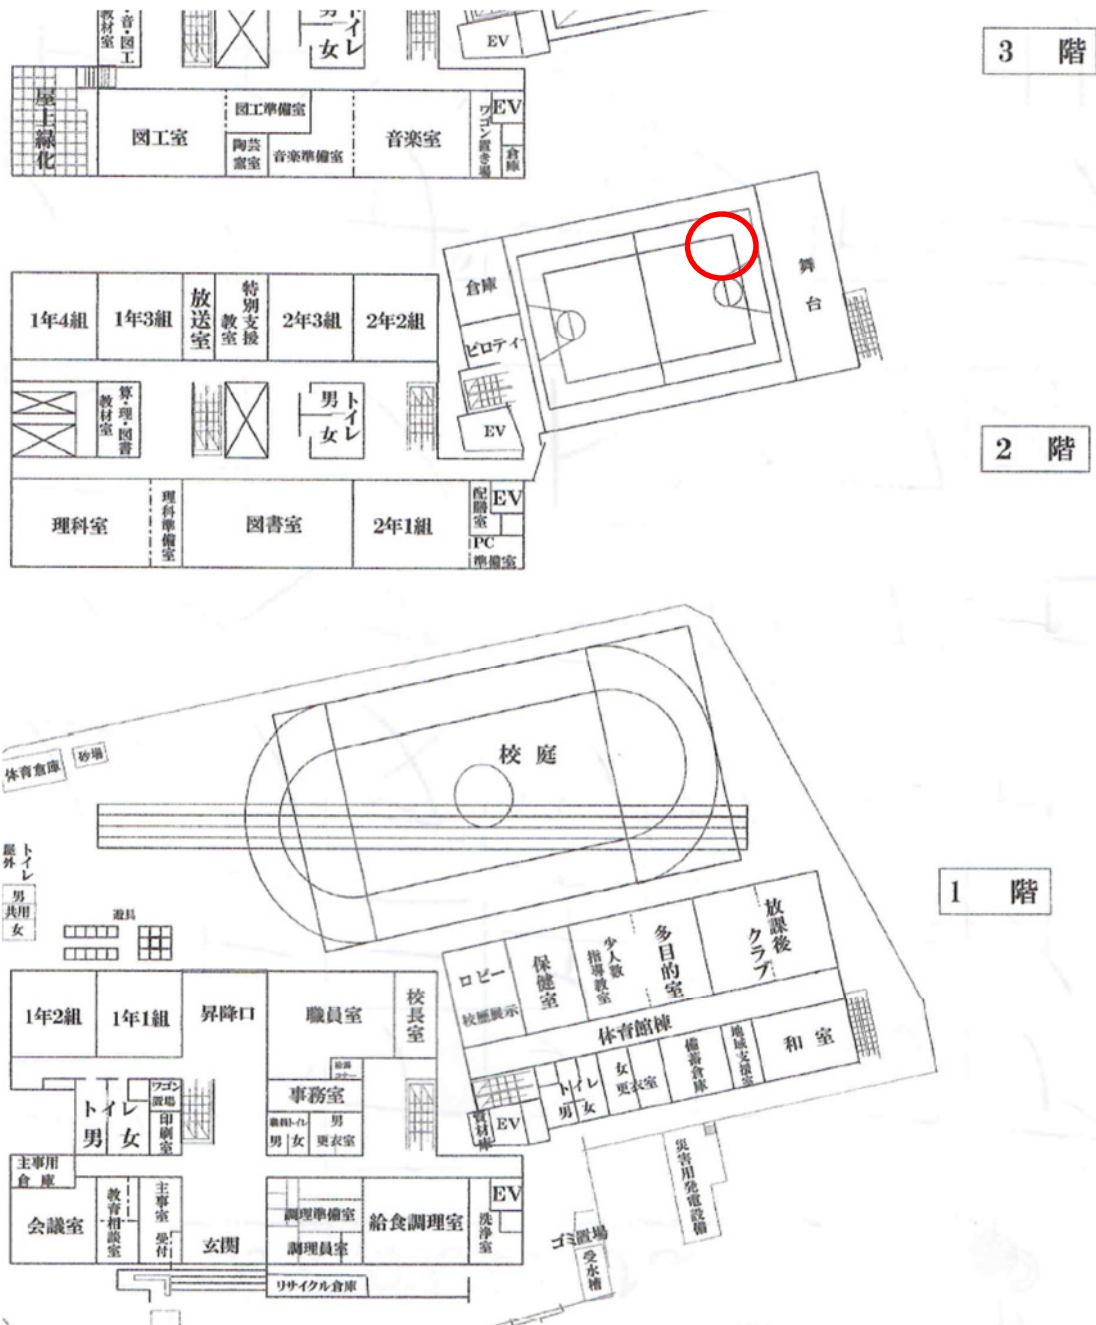 教材室
・音・図工
男
女
トイレ
EV
3 階
屋上緑化
図工室
図工準備室
陶芸窯室
音楽準備室
音楽室
ワゴン置き場
EV
倉庫
1年4組
1年3組
放送室
特別支援教室
2年3組
2年2組
倉庫
ピロティー
EV
舞台
算・理・図書
教材室
男
女
トイレ
2 階
理科室
理科準備室
図書室
2年1組
配膳室
EV
PC
準備室
校庭
体育倉庫
砂場
屋外
トイレ
男
共用
女
遊具
1 階
1年2組
1年1組
昇降口
職員室
校長室
ロビー
校歴展示
保健室
少人数
指導教室
多目的室
放課後
クラブ
体育館棟
事務室
ワゴン
置場
印刷室
トイレ
男 女
職員トイレ
男 女
男
更衣室
資材庫
EV
トイレ
男 女
女
更衣室
備蓄倉庫
地域支援室
和室
主事用
倉庫
会議室
教育相談室
主事室
受付
玄関
調理準備室
調理員室
給食調理室
洗浄室
EV
リサイクル倉庫
ゴミ置場
受水槽
災害用発電設備